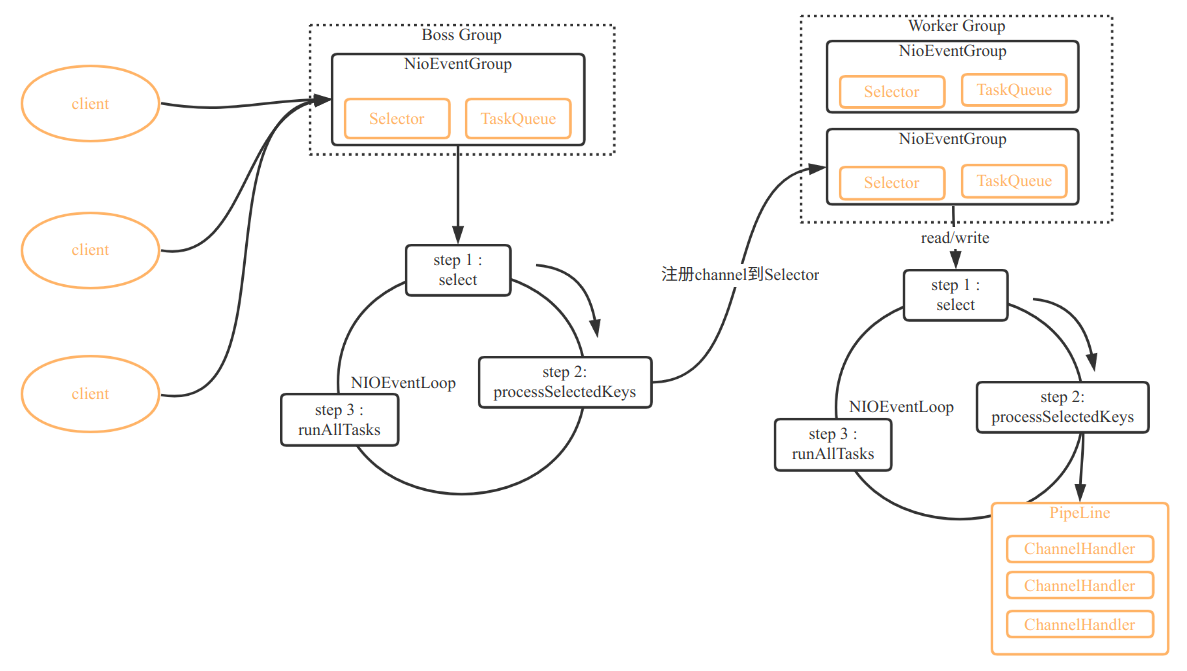 client
client
client
Boss Group
NioEventGroup
Selector
TaskQueue
step 1 :
select
step 2:
processSelectedKeys
NIOEventLoop
step 3 :
runAllTasks
注册channel到Selector
Worker Group
NioEventGroup
Selector
TaskQueue
NioEventGroup
Selector
TaskQueue
read/write
step 1 :
select
step 2:
processSelectedKeys
NIOEventLoop
step 3 :
runAllTasks
PipeLine
ChannelHandler
ChannelHandler
ChannelHandler